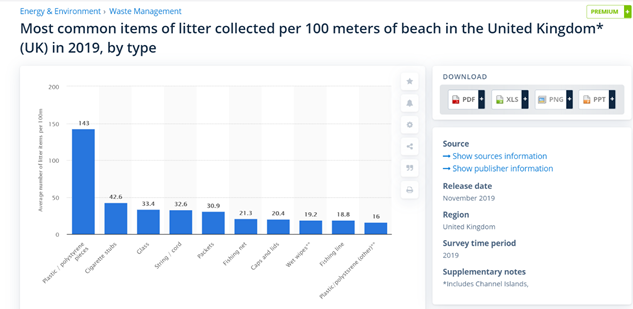 Energy & Environment › Waste Management
PREMIUM +
Most common items of litter collected per 100 meters of beach in the United Kingdom*
(UK) in 2019, by type
Average number of litter items per 100m
200
150
100
50
0
143
42.6
33.4
32.6
30.9
21.3
20.4
19.2
18.8
16
Plastic / polystyrene
pieces
Cigarette stubs
Glass
String / cord
Packets
Fishing net
Caps and lids
Wet wipes**
Fishing line
Plastic/polystyrene (other)**
DOWNLOAD
PDF +
XLS +
PNG +
PPT +
Source
→ Show sources information
→ Show publisher information
Release date
November 2019
Region
United Kingdom
Survey time period
2019
Supplementary notes
*Includes Channel Islands,